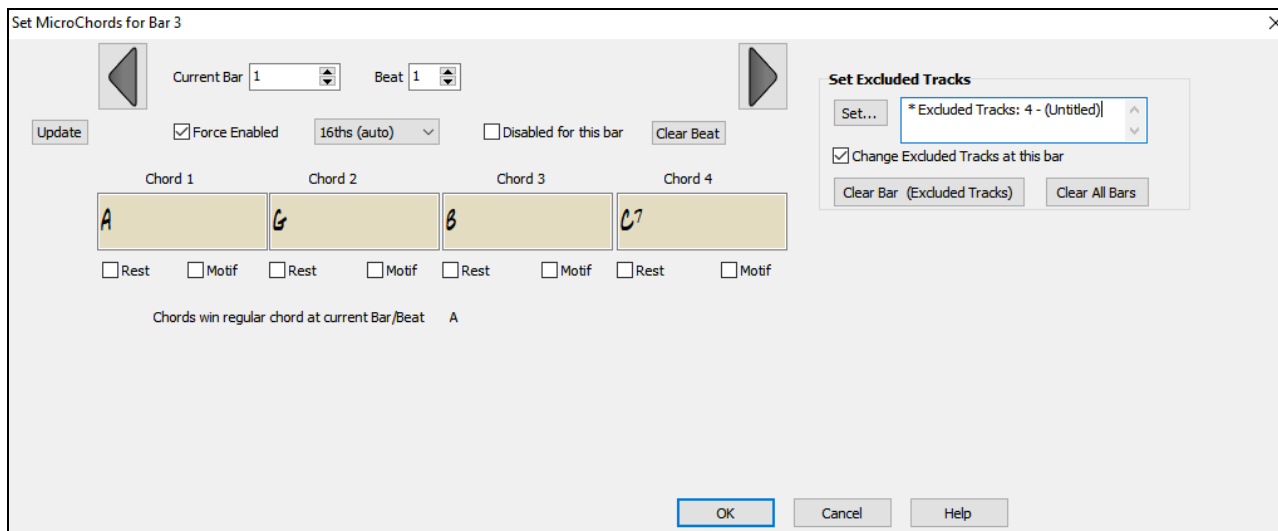 Set MicroChords for Bar 3
Current Bar 1 Beat 1
Update Force Enabled 16ths (auto) Disabled for this bar Clear Beat
Chord 1 Chord 2 Chord 3 Chord 4
A G B C7
Rest Motif Rest Motif Rest Motif Rest Motif
Chords win regular chord at current Bar/Beat A
Set Excluded Tracks
Set... * Excluded Tracks: 4 - (Untitled)
Change Excluded Tracks at this bar
Clear Bar (Excluded Tracks) Clear All Bars
OK Cancel Help